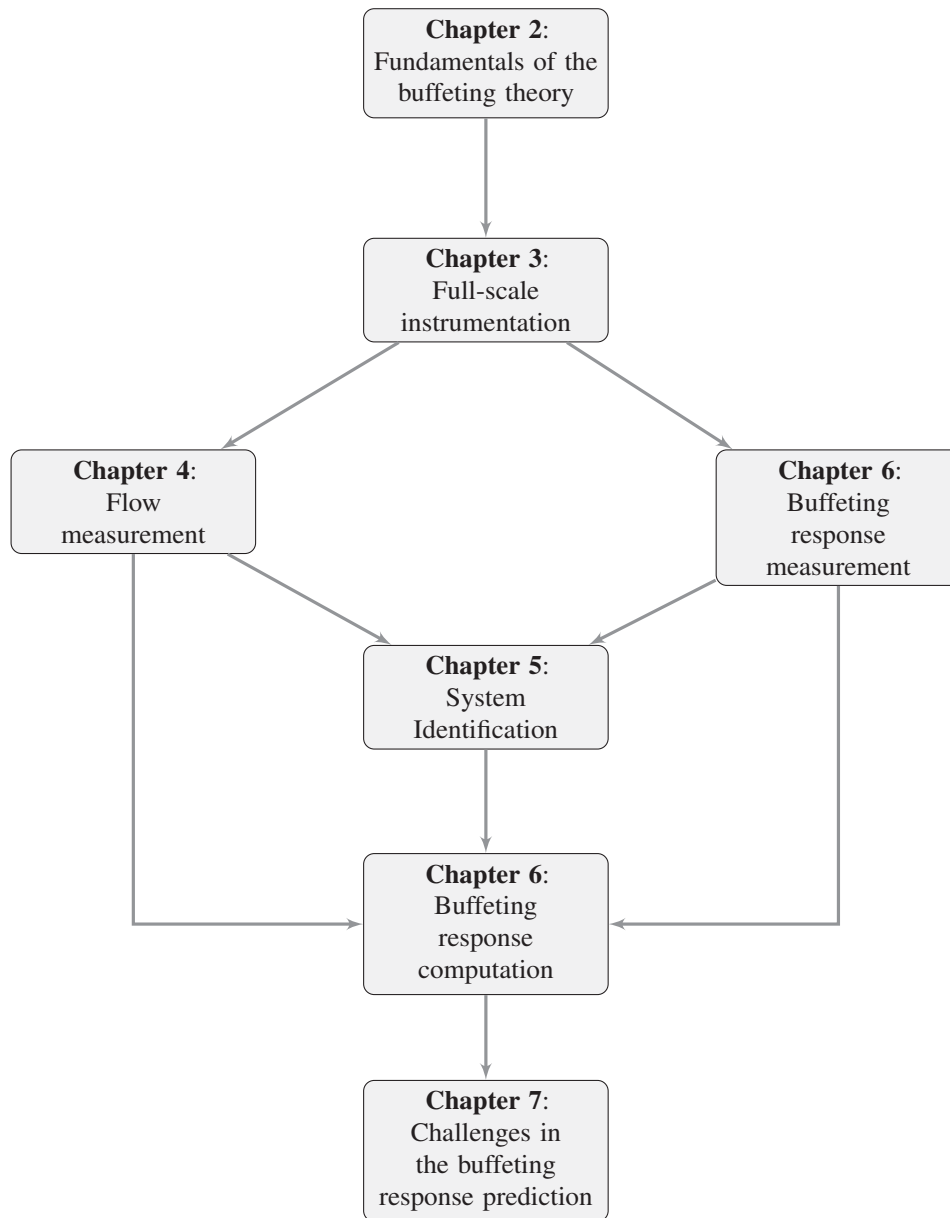 Chapter 2:
Fundamentals of the
buffeting theory
Chapter 3:
Full-scale
instrumentation
Chapter 4:
Flow
measurement
Chapter 6:
Buffeting
response
measurement
Chapter 5:
System
Identification
Chapter 6:
Buffeting
response
computation
Chapter 7:
Challenges in
the buffeting
response prediction